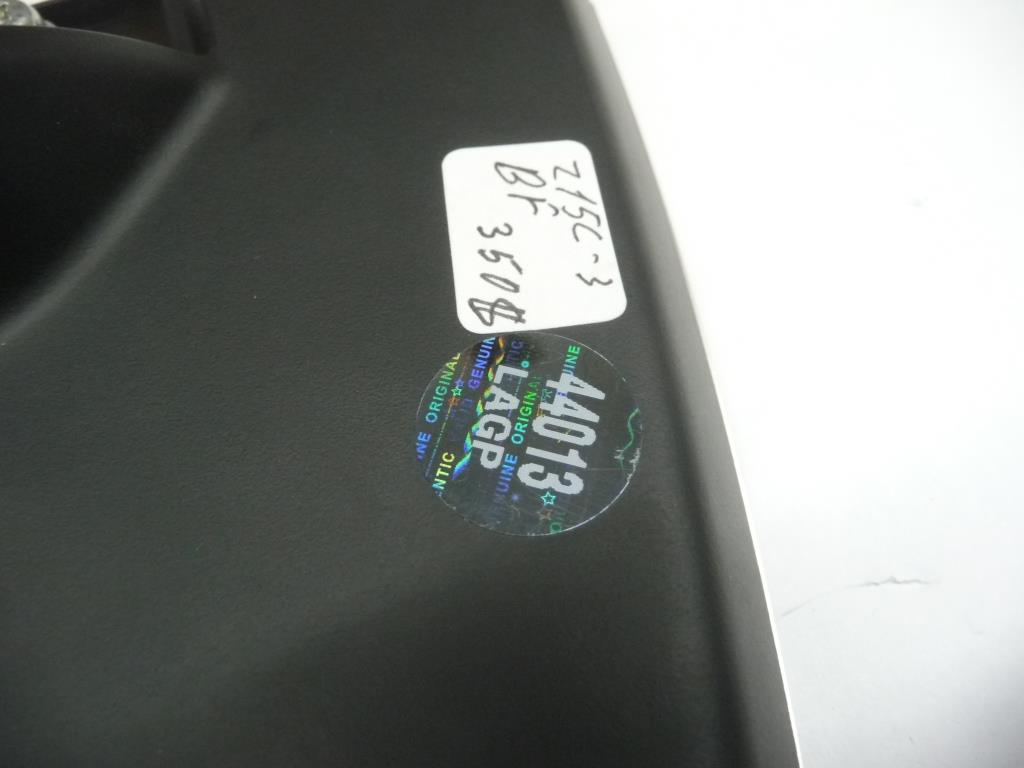 Z15C-3
BF
350$
44013
LAGP
GENUINE ORIGINAL